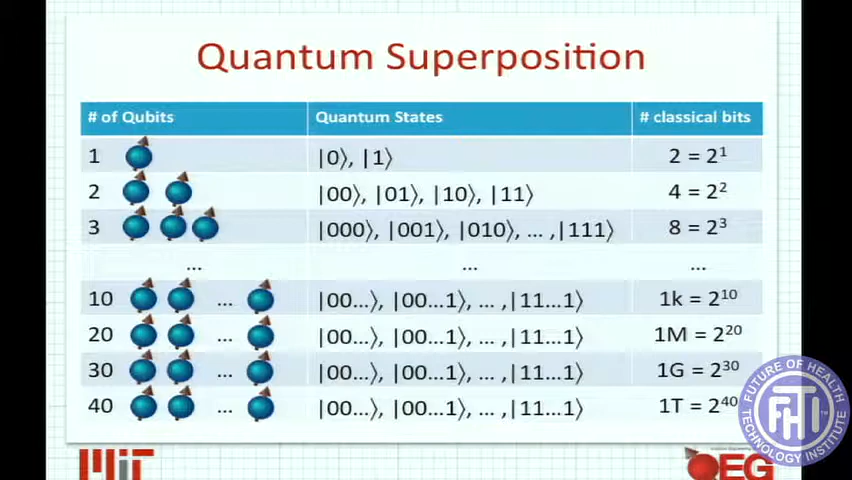 Quantum Superposition
# of Qubits Quantum States # classical bits
1 |0⟩, |1⟩ 2 = 2¹
2 |00⟩, |01⟩, |10⟩, |11⟩ 4 = 2²
3 |000⟩, |001⟩, |010⟩, ... ,|111⟩ 8 = 2³
... ... ...
10 ... |00...⟩, |00...1⟩, ... ,|11...1⟩ 1k = 2¹⁰
20 ... |00...⟩, |00...1⟩, ... ,|11...1⟩ 1M = 2²⁰
30 ... |00...⟩, |00...1⟩, ... ,|11...1⟩ 1G = 2³⁰
40 ... |00...⟩, |00...1⟩, ... ,|11...1⟩ 1T = 2⁴⁰
FUTURE OF HEALTH
FHTI
TM
TECHNOLOGY INSTITUTE
MIT
EG